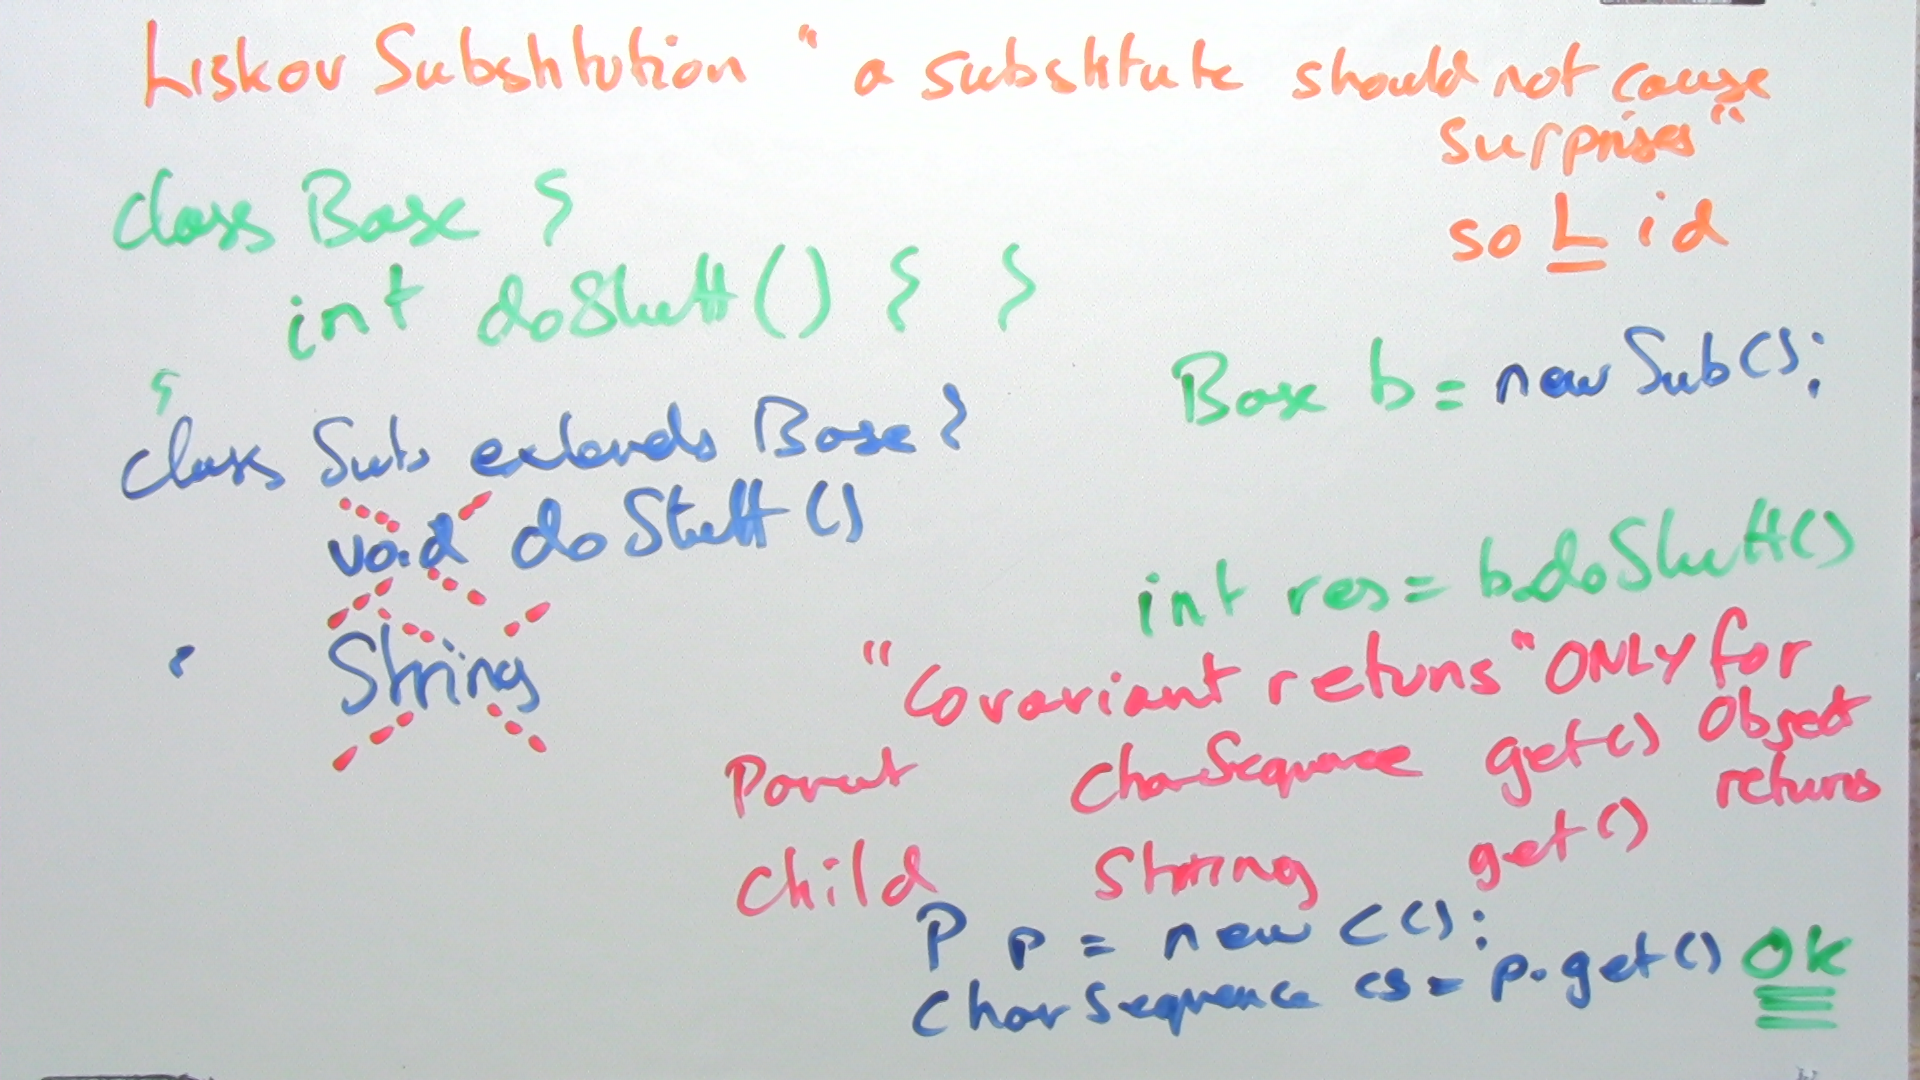 Liskov Substitution "a substitute should not cause
surprises"
soLid
class Base {
int doStuff() { }
}
class Sub extends Base {
void doStuff()
String
Base b = new Sub();
int res = b.doStuff()
"Covariant returns" ONLY for
Object
returns
Parent CharSequence get()
Child String get()
P p = new C();
CharSequence cs = p.get() Ok